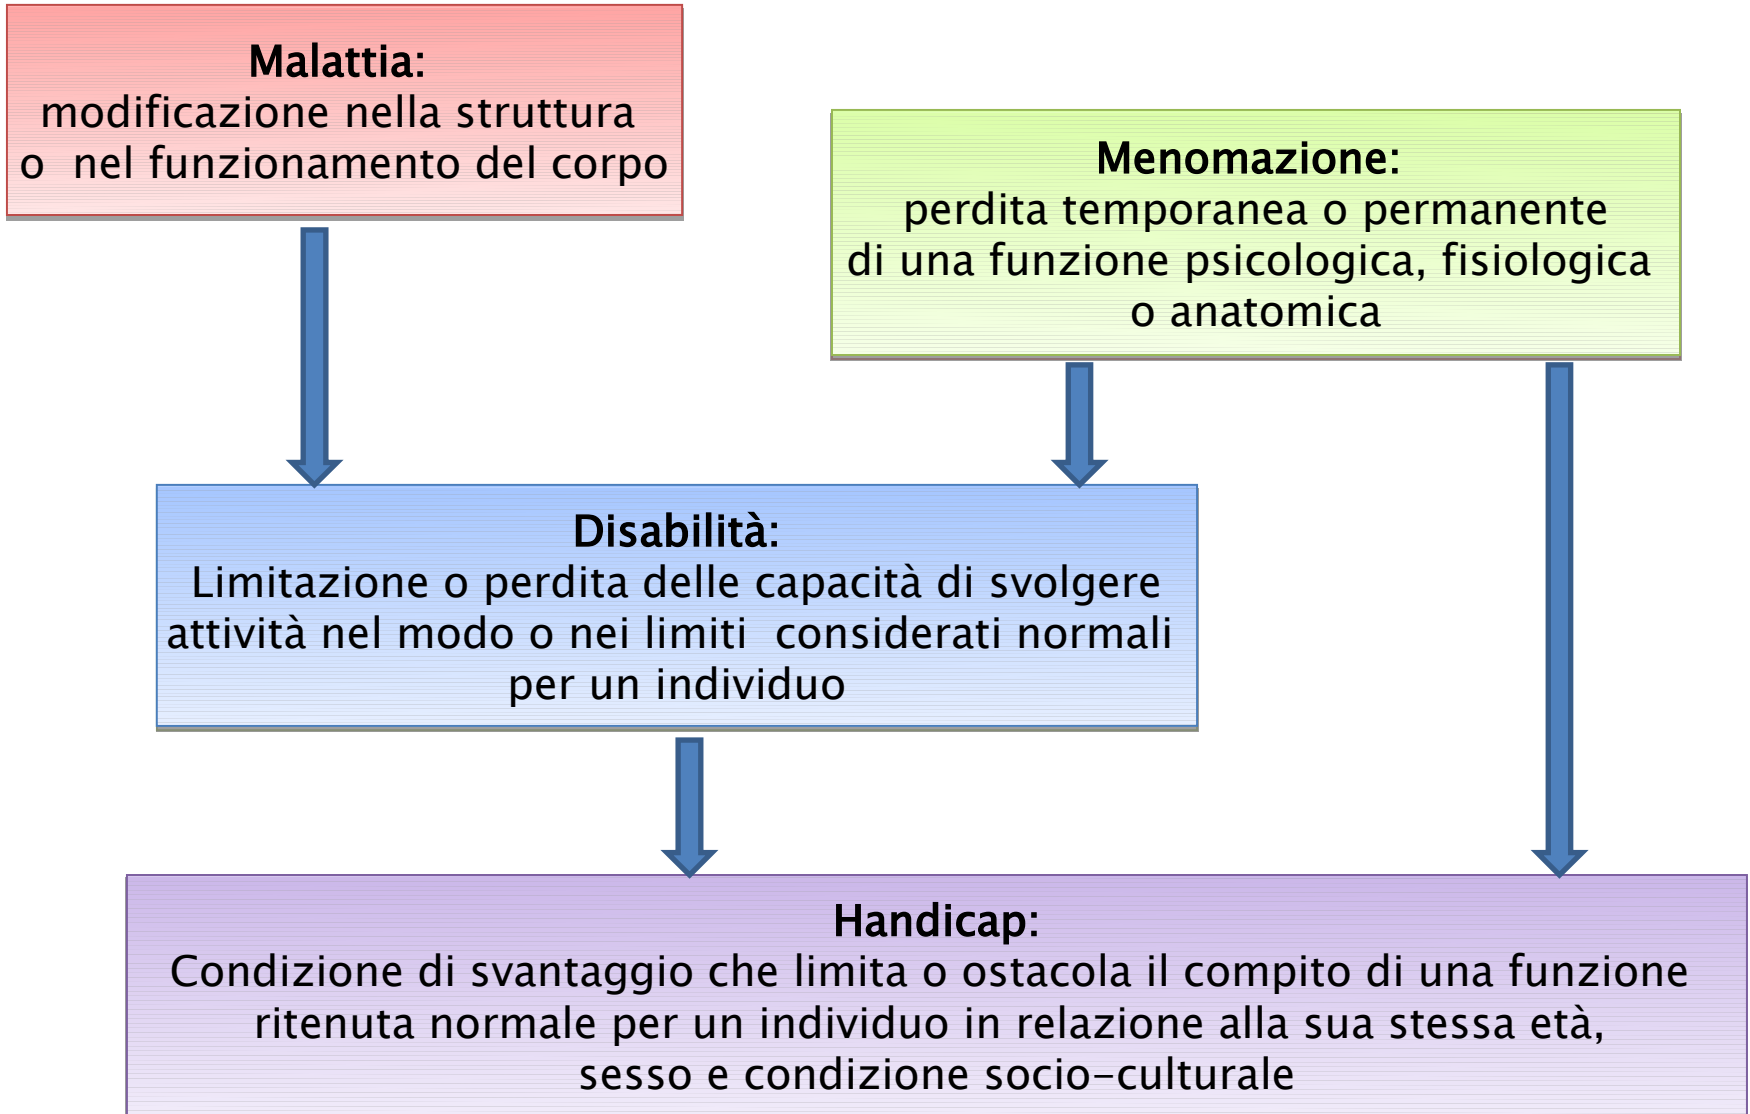 Malattia:
modificazione nella struttura
o nel funzionamento del corpo
Menomazione:
perdita temporanea o permanente
di una funzione psicologica, fisiologica
o anatomica
Disabilità:
Limitazione o perdita delle capacità di svolgere
attività nel modo o nei limiti considerati normali
per un individuo
Handicap:
Condizione di svantaggio che limita o ostacola il compito di una funzione
ritenuta normale per un individuo in relazione alla sua stessa età,
sesso e condizione socio-culturale